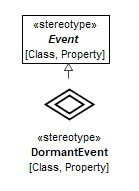 «stereotype»
Event
[Class, Property]
«stereotype»
DormantEvent
[Class, Property]